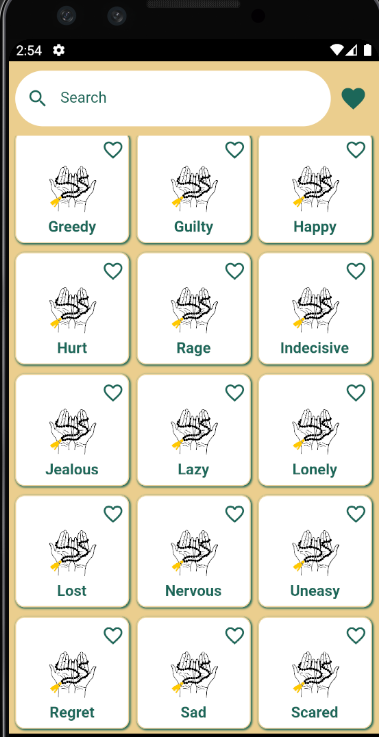 2:54
Search
Greedy
Guilty
Happy
Hurt
Rage
Indecisive
Jealous
Lazy
Lonely
Lost
Nervous
Uneasy
Regret
Sad
Scared